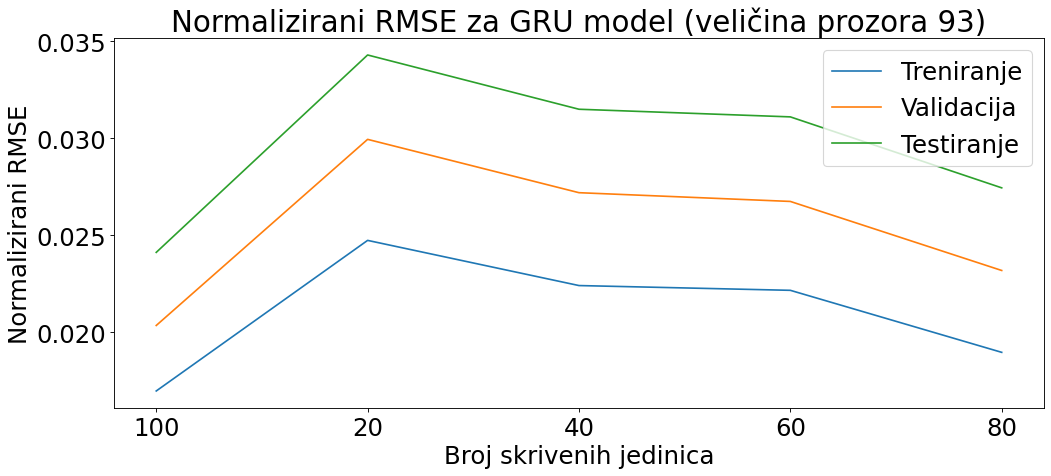 Normalizirani RMSE za GRU model (veličina prozora 93)
Normalizirani RMSE
0.035
0.030
0.025
0.020
Treniranje
Validacija
Testiranje
100 20 40 60 80
Broj skrivenih jedinica